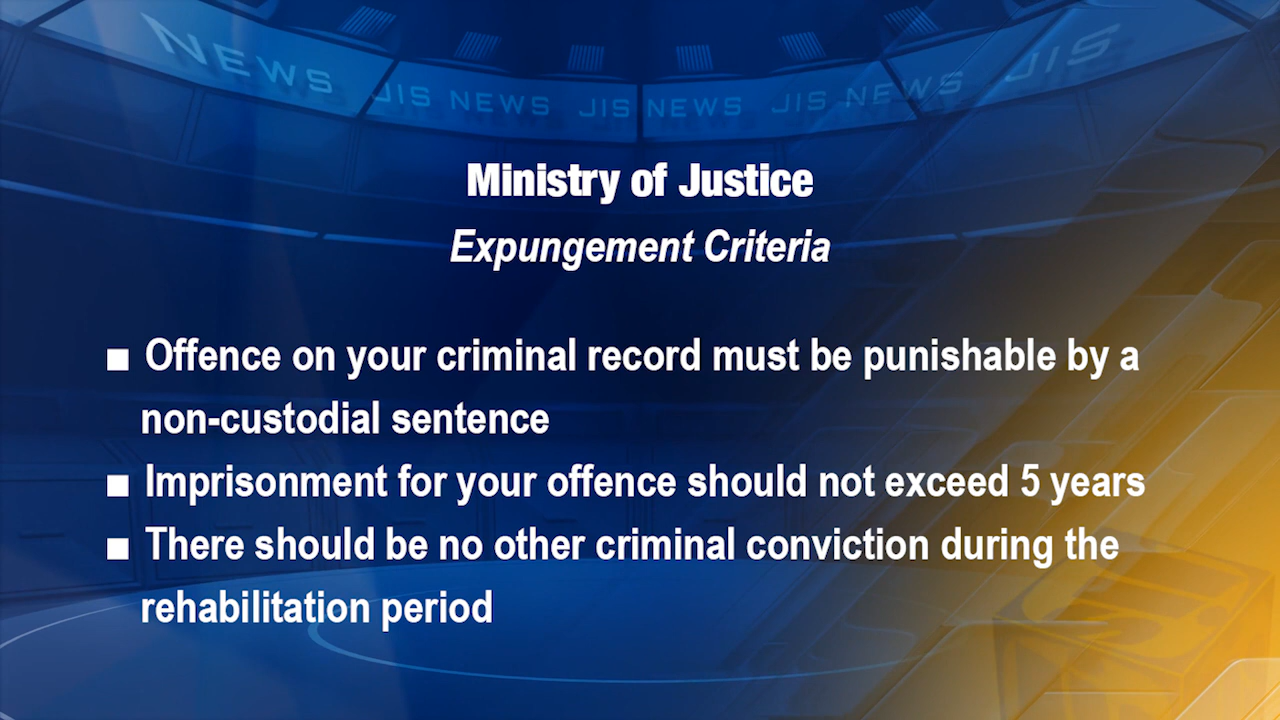 NEWS
JIS NEWS
JIS NEWS
JIS NEWS
JIS
Ministry of Justice
Expungement Criteria
■ Offence on your criminal record must be punishable by a
non-custodial sentence
■ Imprisonment for your offence should not exceed 5 years
■ There should be no other criminal conviction during the
rehabilitation period